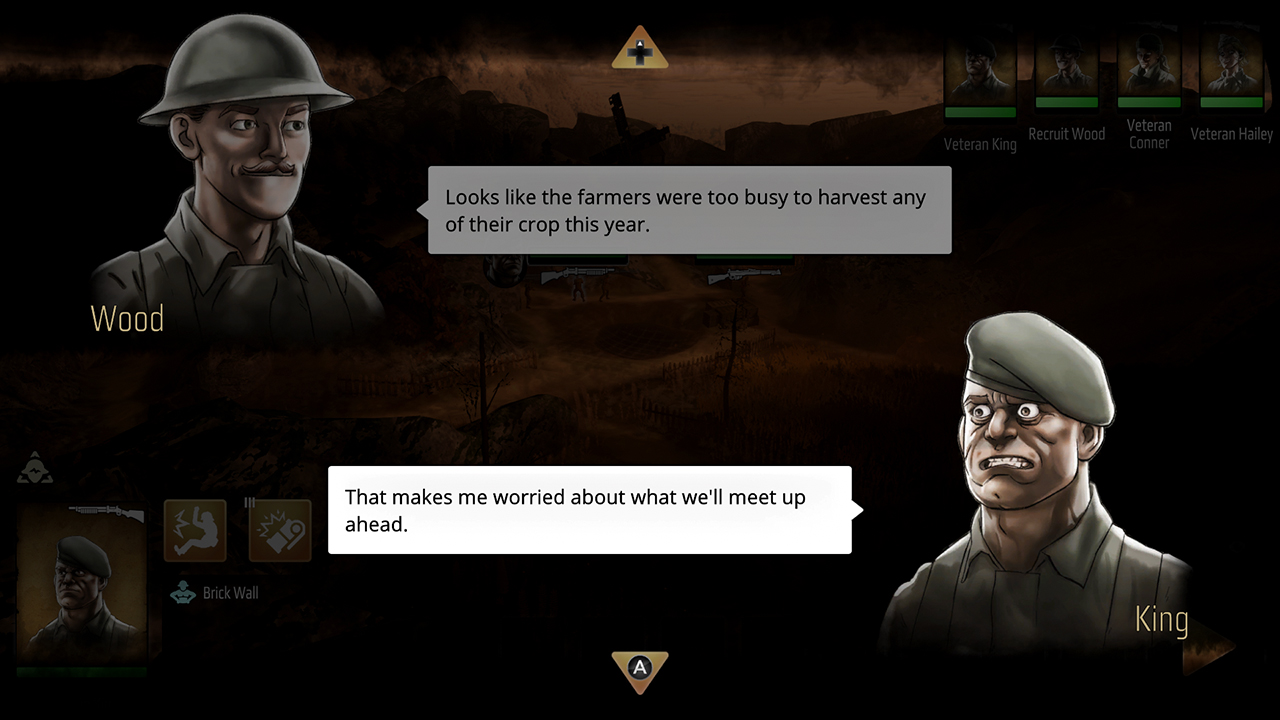 Veteran King
Recruit Wood
Veteran
Conner
Veteran Hailey
Looks like the farmers were too busy to harvest any
of their crop this year.
Wood
That makes me worried about what we'll meet up
ahead.
Brick Wall
King
A